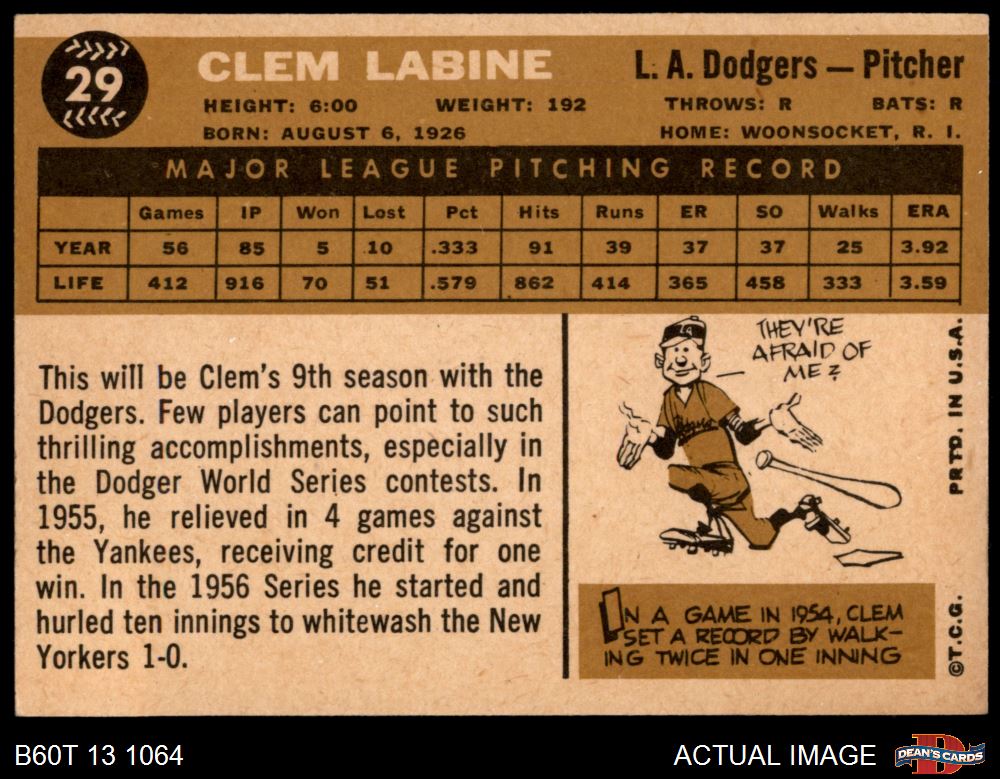 29
CLEM LABINE
L. A. Dodgers — Pitcher
HEIGHT: 6:00 WEIGHT: 192 THROWS: R BATS: R
BORN: AUGUST 6, 1926 HOME: WOONSOCKET, R. I.
MAJOR LEAGUE PITCHING RECORD
Games IP Won Lost Pct Hits Runs ER SO Walks ERA
YEAR 56 85 5 10 .333 91 39 37 37 25 3.92
LIFE 412 916 70 51 .579 862 414 365 458 333 3.59
This will be Clem's 9th season with the
Dodgers. Few players can point to such
thrilling accomplishments, especially in
the Dodger World Series contests. In
1955, he relieved in 4 games against
the Yankees, receiving credit for one
win. In the 1956 Series he started and
hurled ten innings to whitewash the New
Yorkers 1-0.
THEY'RE
AFRAID OF
ME?
IN A GAME IN 1954, CLEM
SET A RECORD BY WALK-
ING TWICE IN ONE INNING
©T.C.G. PRTD. IN U.S.A.
B60T 13 1064
ACTUAL IMAGE
DEAN'S CARDS